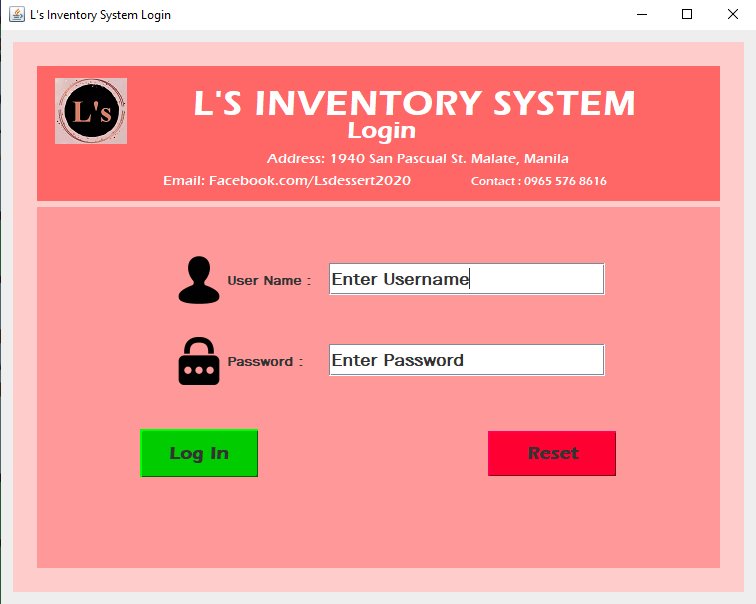 L's Inventory System Login
L's
L'S INVENTORY SYSTEM
Login
Address: 1940 San Pascual St. Malate, Manila
Email: Facebook.com/Lsdessert2020 Contact : 0965 576 8616
User Name : Enter Username
Password : Enter Password
Log In Reset